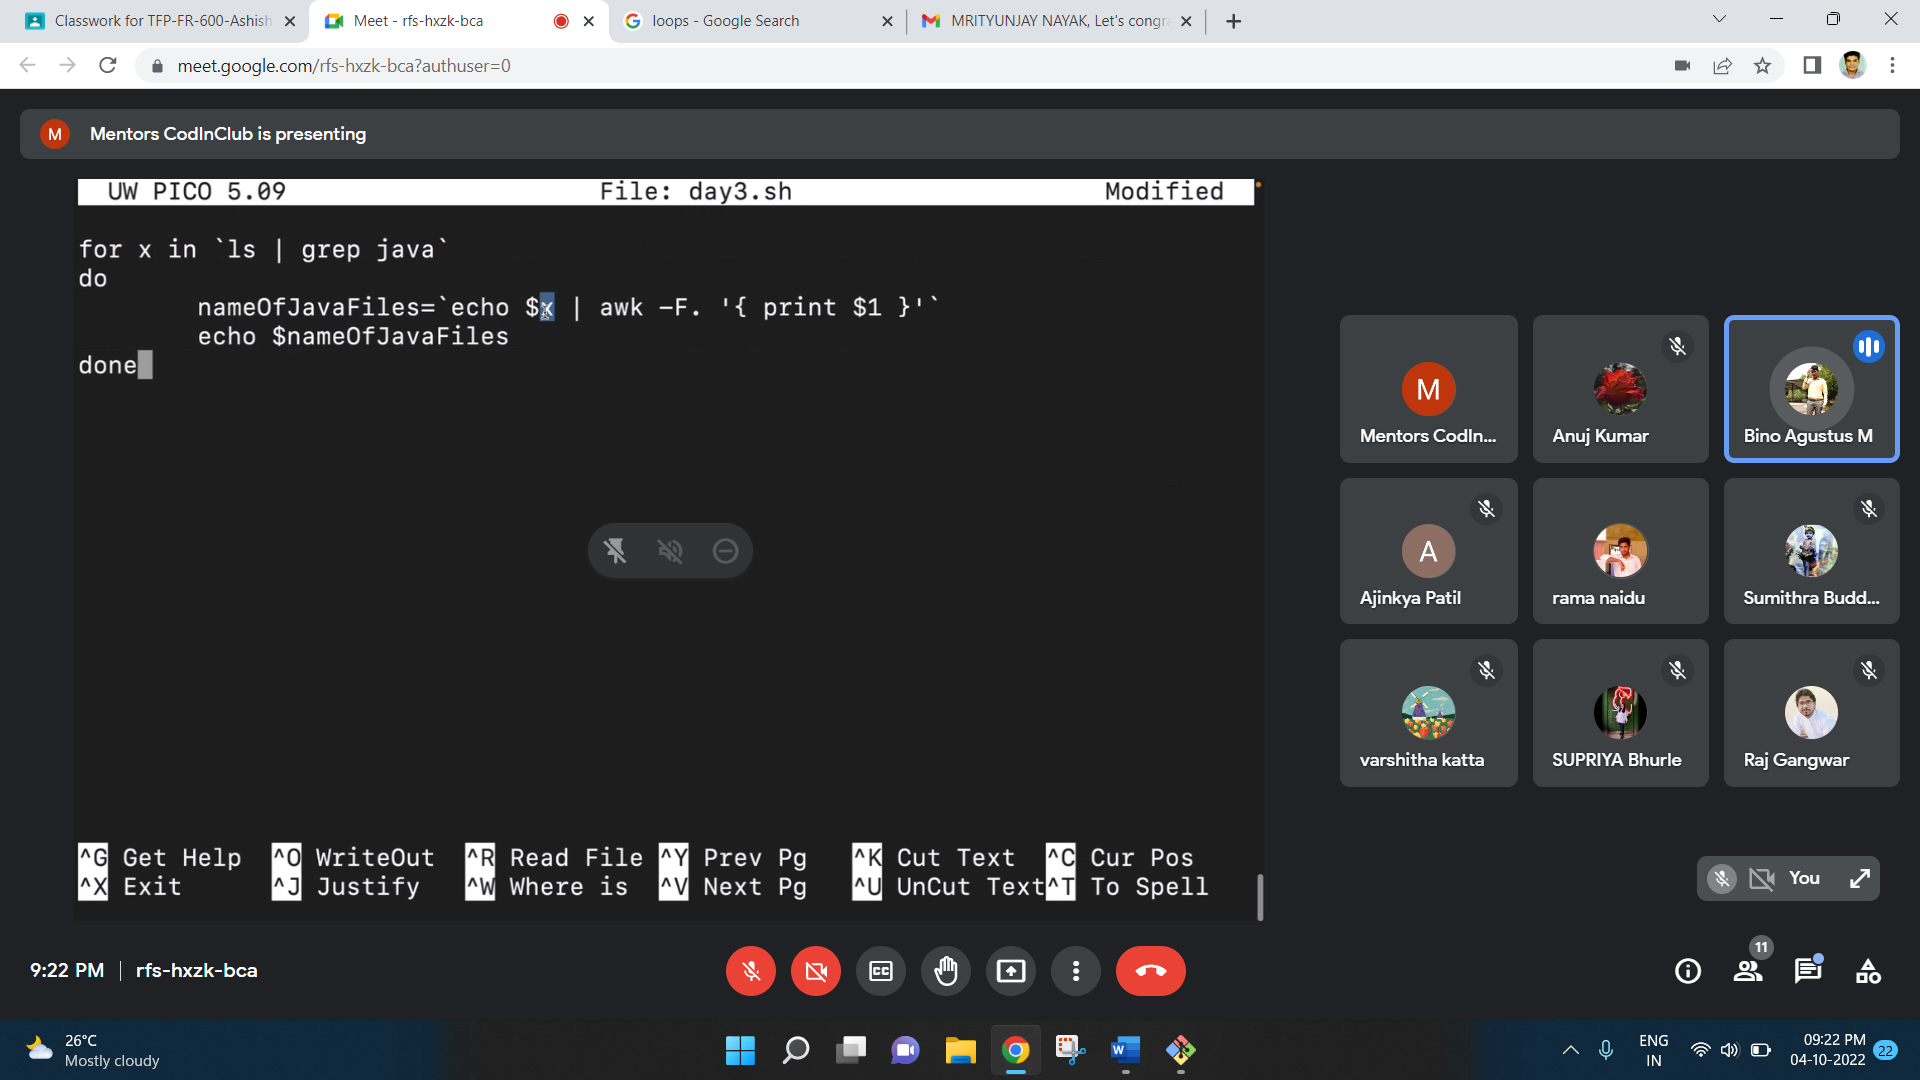 Classwork for TFP-FR-600-Ashish
Meet - rfs-hxzk-bca
loops - Google Search
MRITYUNJAY NAYAK, Let's congr
meet.google.com/rfs-hxzk-bca?authuser=0
M Mentors CodInClub is presenting
UW PICO 5.09 File: day3.sh Modified
for x in `ls | grep java`
do
nameOfJavaFiles=`echo $x | awk -F. '{ print $1 }'`
echo $nameOfJavaFiles
done
M
Mentors CodIn...
Anuj Kumar
Bino Agustus M
A
Ajinkya Patil
rama naidu
Sumithra Budd...
varshitha katta
SUPRIYA Bhurle
Raj Gangwar
^G Get Help ^O WriteOut ^R Read File ^Y Prev Pg ^K Cut Text ^C Cur Pos
^X Exit ^J Justify ^W Where is ^V Next Pg ^U UnCut Text^T To Spell
You
9:22 PM | rfs-hxzk-bca
CC
11
26°C
Mostly cloudy
W
ENG
IN
09:22 PM
04-10-2022
22